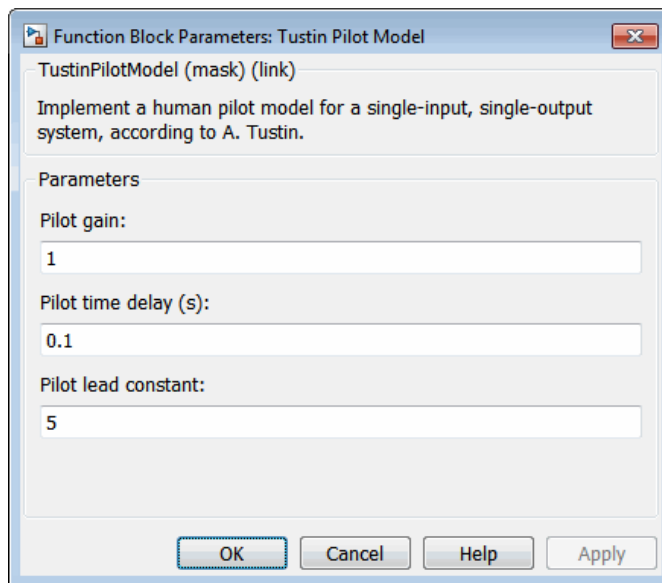 Function Block Parameters: Tustin Pilot Model
TustinPilotModel (mask) (link)
Implement a human pilot model for a single-input, single-output
system, according to A. Tustin.
Parameters
Pilot gain:
1
Pilot time delay (s):
0.1
Pilot lead constant:
5
OK Cancel Help Apply